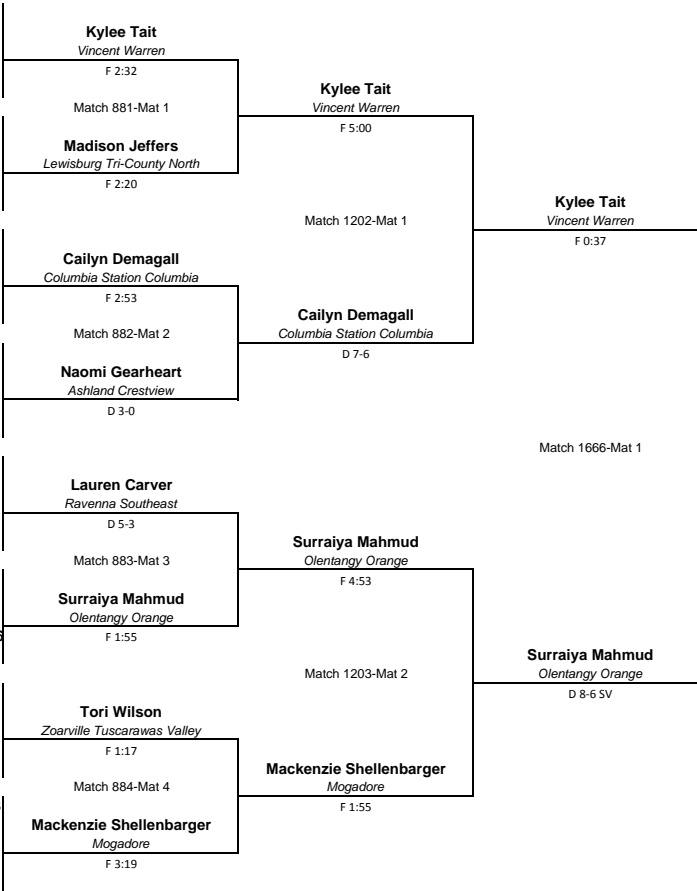 Kylee Tait
Vincent Warren
F 2:32
Match 881-Mat 1
Madison Jeffers
Lewisburg Tri-County North
F 2:20
Cailyn Demagall
Columbia Station Columbia
F 2:53
Match 882-Mat 2
Naomi Gearheart
Ashland Crestview
D 3-0
Lauren Carver
Ravenna Southeast
D 5-3
Match 883-Mat 3
Surraiya Mahmud
Olentangy Orange
F 1:55
Tori Wilson
Zoarville Tuscarawas Valley
F 1:17
Match 884-Mat 4
Mackenzie Shellenbarger
Mogadore
F 3:19
Kylee Tait
Vincent Warren
F 5:00
Match 1202-Mat 1
Cailyn Demagall
Columbia Station Columbia
D 7-6
Surraiya Mahmud
Olentangy Orange
F 4:53
Match 1203-Mat 2
Mackenzie Shellenbarger
Mogadore
F 1:55
Kylee Tait
Vincent Warren
F 0:37
Match 1666-Mat 1
Surraiya Mahmud
Olentangy Orange
D 8-6 SV